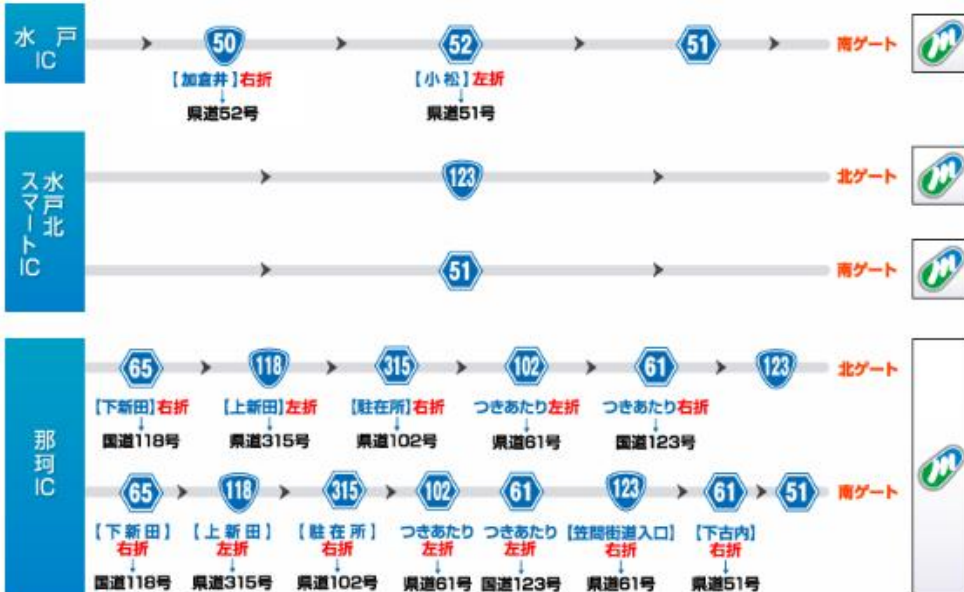 水戸
IC
50
52
51
南ゲート
【加倉井】右折
【小松】左折
↓
↓
県道52号
県道51号
水戸北
スマートIC
123
北ゲート
51
南ゲート
那珂
IC
65
118
315
102
61
123
北ゲート
【下新田】右折
【上新田】左折
【駐在所】右折
つきあたり左折
つきあたり右折
↓
↓
↓
↓
↓
国道118号
県道315号
県道102号
県道61号
国道123号
65
118
315
102
61
123
61
51
南ゲート
【下新田】
【上新田】
【駐在所】
つきあたり
つきあたり
【笠間街道入口】
【下古内】
右折
左折
右折
左折
左折
右折
右折
↓
↓
↓
↓
↓
↓
↓
国道118号
県道315号
県道102号
県道61号
国道123号
県道61号
県道51号